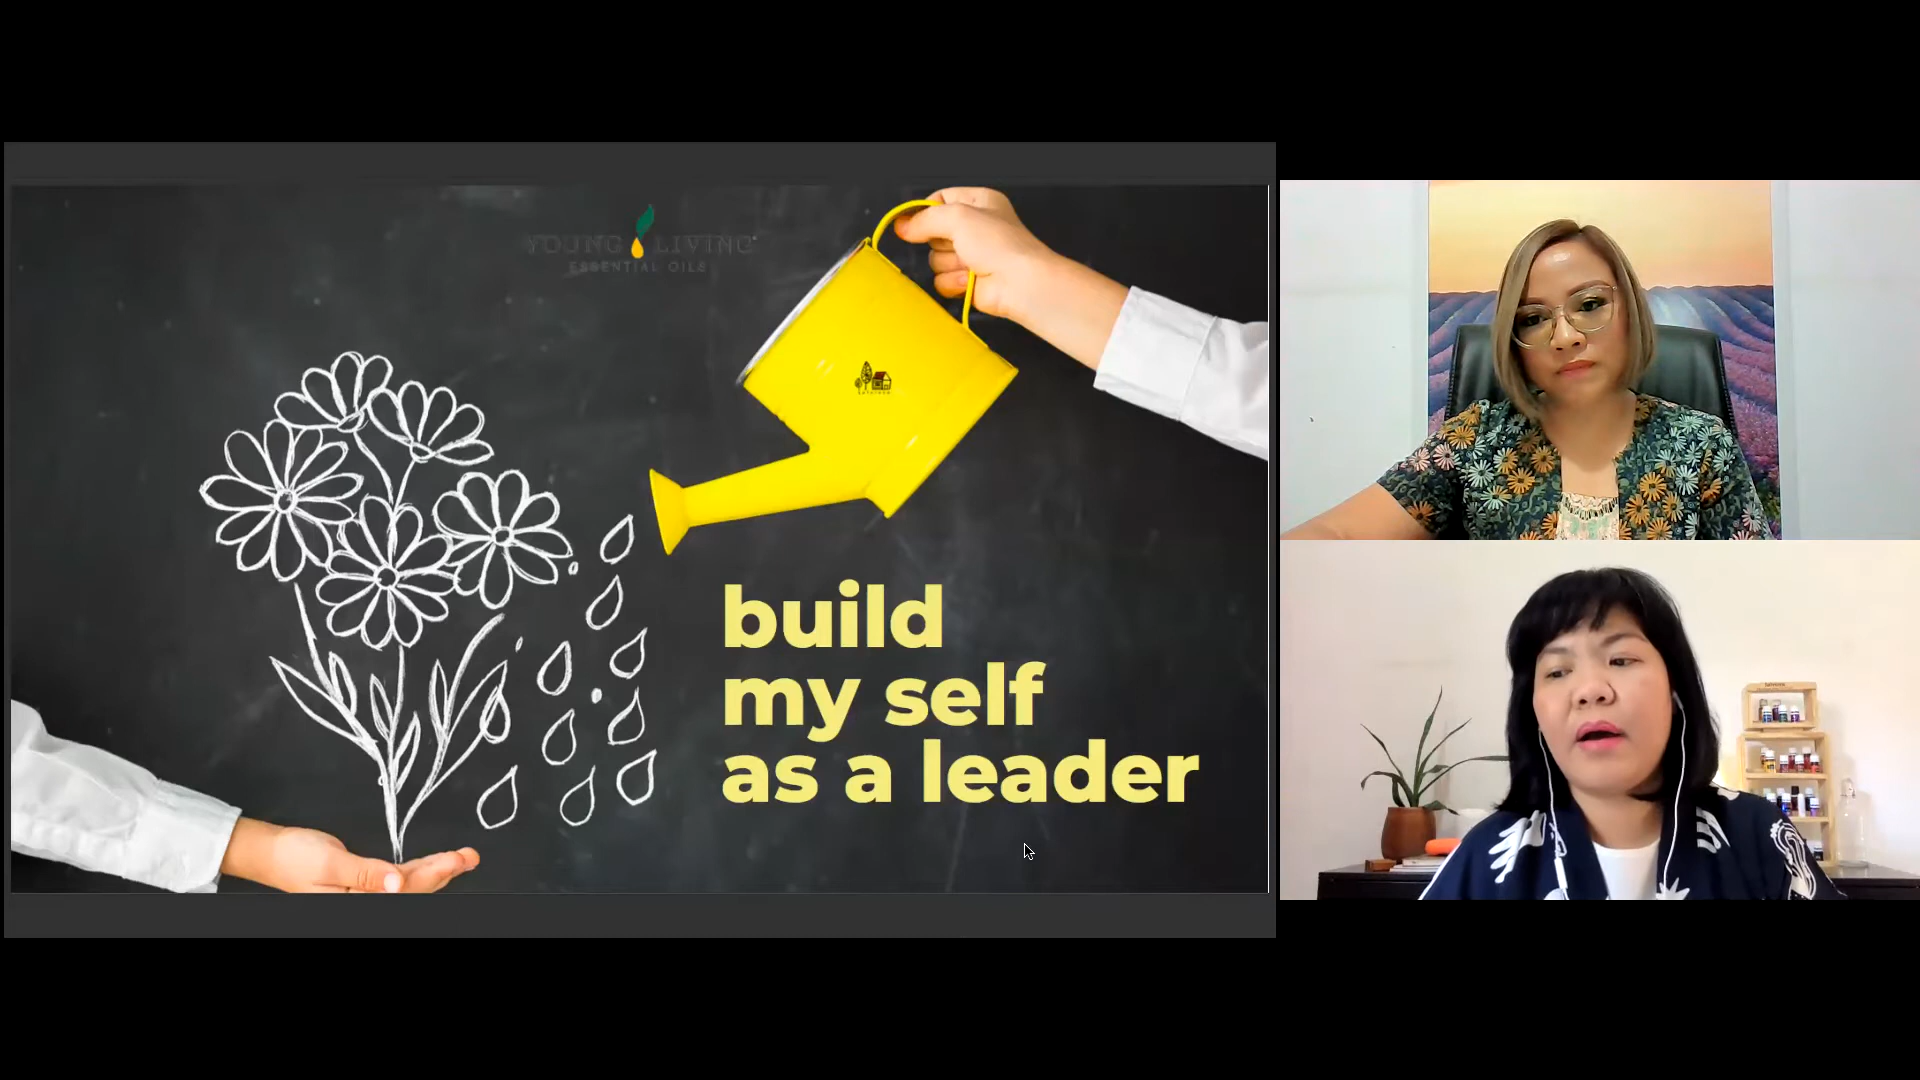 YOUNG LIVING
ESSENTIAL OILS
build
my self
as a leader